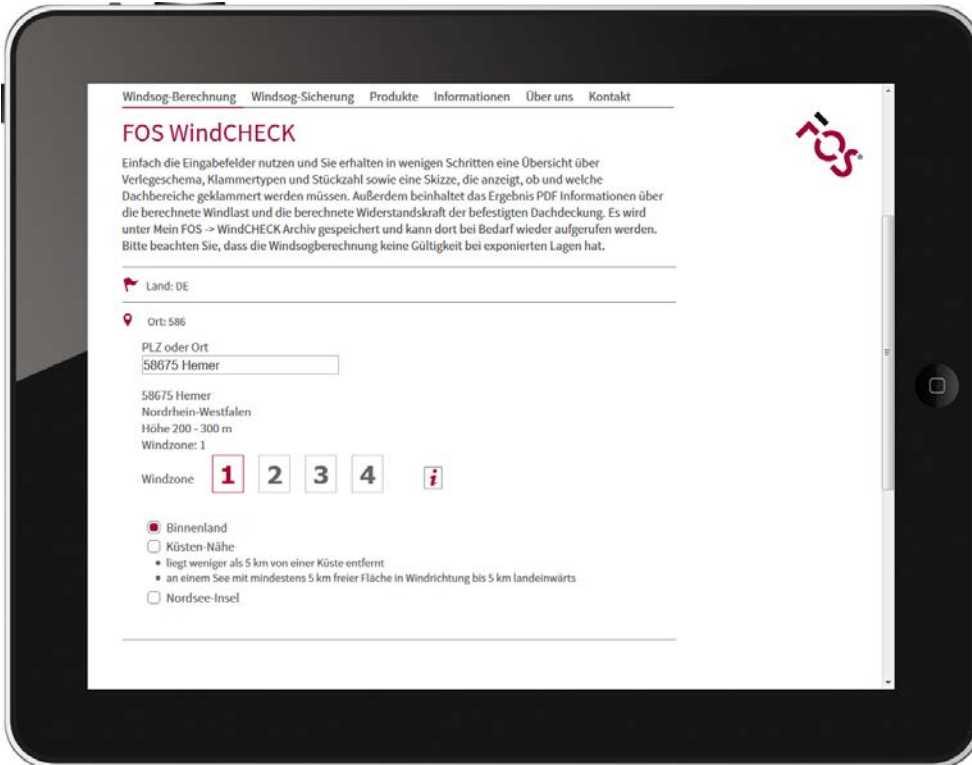 Windsog-Berechnung Windsog-Sicherung Produkte Informationen Über uns Kontakt
FOS WindCHECK
FOS
Einfach die Eingabefelder nutzen und Sie erhalten in wenigen Schritten eine Übersicht über
Verlegeschema, Klammertypen und Stückzahl sowie eine Skizze, die anzeigt, ob und welche
Dachbereiche geklammert werden müssen. Außerdem beinhaltet das Ergebnis PDF Informationen über
die berechnete Windlast und die berechnete Widerstandskraft der befestigten Dachdeckung. Es wird
unter Mein FOS -> WindCHECK Archiv gespeichert und kann dort bei Bedarf wieder aufgerufen werden.
Bitte beachten Sie, dass die Windsogberechnung keine Gültigkeit bei exponierten Lagen hat.
Land: DE
Ort: 586
PLZ oder Ort
58675 Hemer
58675 Hemer
Nordrhein-Westfalen
Höhe 200 - 300 m
Windzone: 1
Windzone 1 2 3 4 i
Binnenland
Küsten-Nähe
• liegt weniger als 5 km von einer Küste entfernt
• an einem See mit mindestens 5 km freier Fläche in Windrichtung bis 5 km landeinwärts
Nordsee-Insel